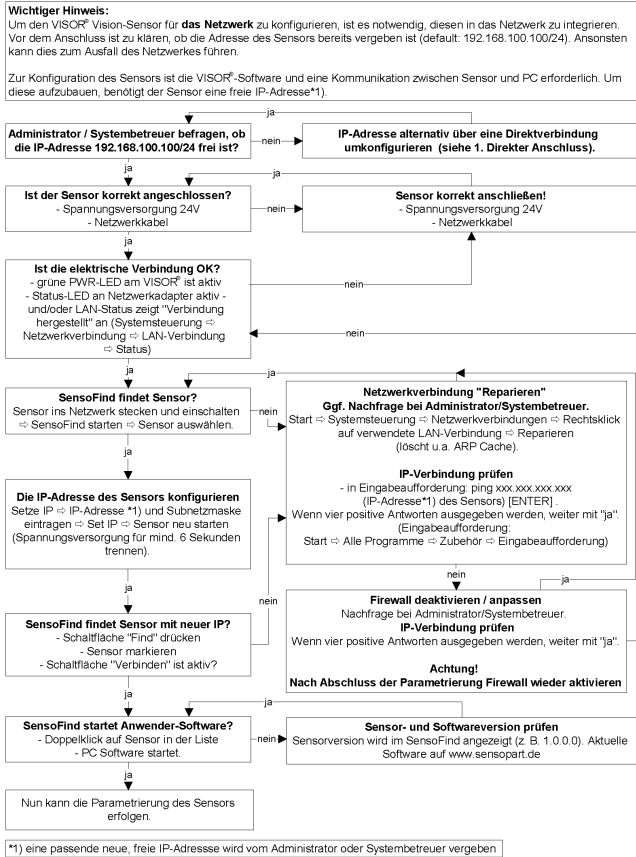 Wichtiger Hinweis:
Um den VISOR® Vision-Sensor für das Netzwerk zu konfigurieren, ist es notwendig, diesen in das Netzwerk zu integrieren.
Vor dem Anschluss ist zu klären, ob die Adresse des Sensors bereits vergeben ist (default: 192.168.100.100/24). Ansonsten
kann dies zum Ausfall des Netzwerkes führen.
Zur Konfiguration des Sensors ist die VISOR®-Software und eine Kommunikation zwischen Sensor und PC erforderlich. Um
diese aufzubauen, benötigt der Sensor eine freie IP-Adresse*1).
ja
Administrator / Systembetreuer befragen, ob
die IP-Adresse 192.168.100.100/24 frei ist?
nein
IP-Adresse alternativ über eine Direktverbindung
umkonfigurieren (siehe 1. Direkter Anschluss).
ja
ja
Ist der Sensor korrekt angeschlossen?
- Spannungsversorgung 24V
- Netzwerkkabel
nein
Sensor korrekt anschließen!
- Spannungsversorgung 24V
- Netzwerkkabel
ja
Ist die elektrische Verbindung OK?
- grüne PWR-LED am VISOR® ist aktiv
- Status-LED an Netzwerkadapter aktiv -
und/oder LAN-Status zeigt "Verbindung
hergestellt" an (Systemsteuerung ⇨
Netzwerkverbindung ⇨ LAN-Verbindung
⇨ Status)
nein
nein
ja
ja
SensoFind findet Sensor?
Sensor ins Netzwerk stecken und einschalten
⇨ SensoFind starten ⇨ Sensor auswählen.
nein
Netzwerkverbindung "Reparieren"
Ggf. Nachfrage bei Administrator/Systembetreuer.
Start ⇨ Systemsteuerung ⇨ Netzwerkverbindungen ⇨ Rechtsklick
auf verwendete LAN-Verbindung ⇨ Reparieren
(löscht u.a. ARP Cache).
IP-Verbindung prüfen
- in Eingabeaufforderung: ping xxx.xxx.xxx.xxx
(IP-Adresse*1) des Sensors) [ENTER] .
Wenn vier positive Antworten ausgegeben werden, weiter mit "ja".
(Eingabeaufforderung:
Start ⇨ Alle Programme ⇨ Zubehör ⇨ Eingabeaufforderung)
ja
Die IP-Adresse des Sensors konfigurieren
Setze IP ⇨ IP-Adresse *1) und Subnetzmaske
eintragen ⇨ Set IP ⇨ Sensor neu starten
(Spannungsversorgung für mind. 6 Sekunden
trennen).
nein
ja
ja
nein
SensoFind findet Sensor mit neuer IP?
- Schaltfläche "Find" drücken
- Sensor markieren
- Schaltfläche "Verbinden" ist aktiv?
Firewall deaktivieren / anpassen
Nachfrage bei Administrator/Systembetreuer.
IP-Verbindung prüfen
Wenn vier positive Antworten ausgegeben werden, weiter mit "ja".
Achtung!
Nach Abschluss der Parametrierung Firewall wieder aktivieren
ja
ja
SensoFind startet Anwender-Software?
- Doppelklick auf Sensor in der Liste
- PC Software startet.
nein
Sensor- und Softwareversion prüfen
Sensorversion wird im SensoFind angezeigt (z. B. 1.0.0.0). Aktuelle
Software auf www.sensopart.de
ja
Nun kann die Parametrierung des Sensors
erfolgen.
*1) eine passende neue, freie IP-Adressse wird vom Administrator oder Systembetreuer vergeben